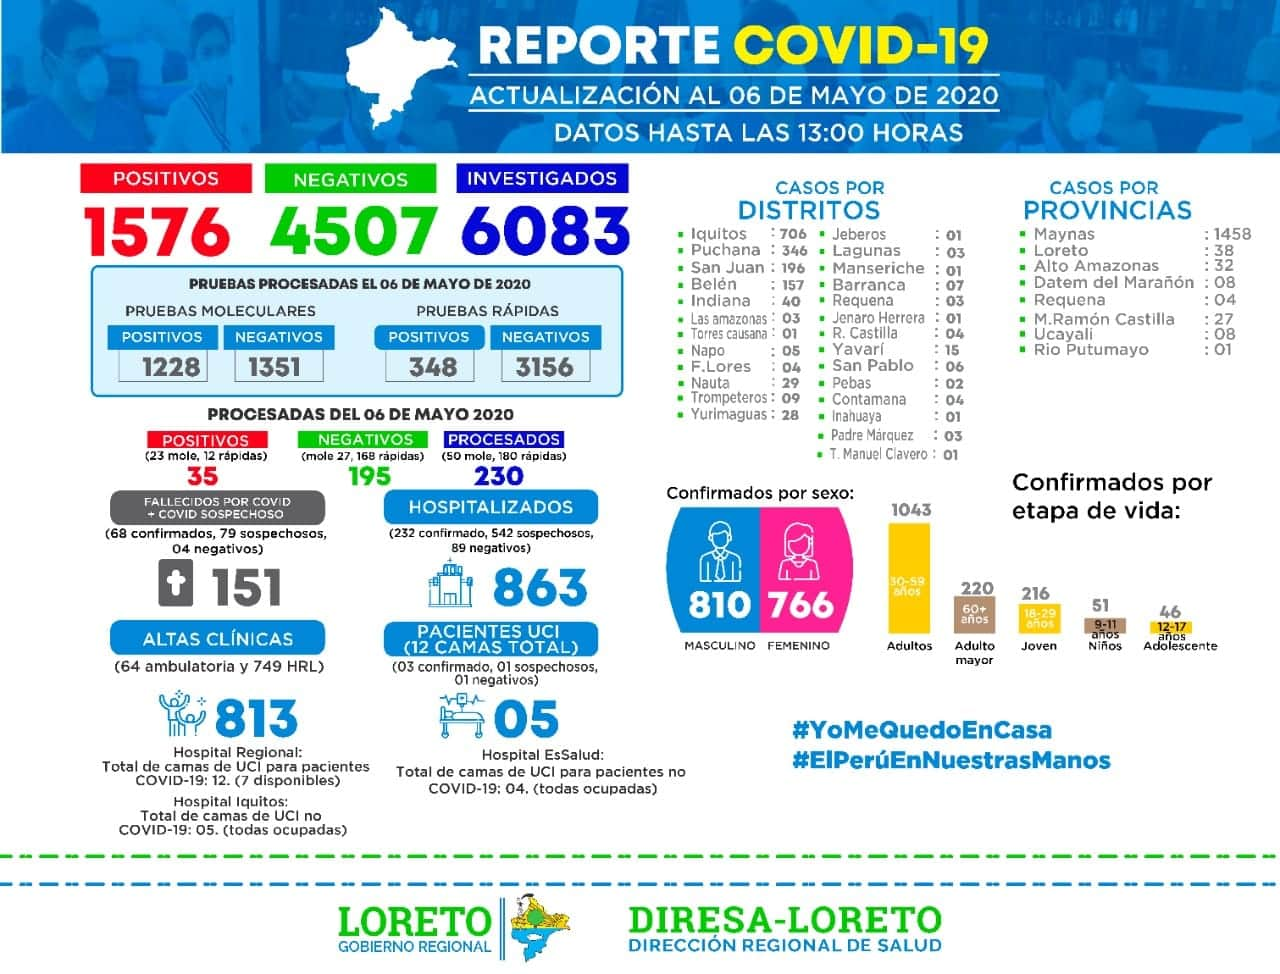 REPORTE COVID-19
ACTUALIZACIÓN AL 06 DE MAYO DE 2020
DATOS HASTA LAS 13:00 HORAS
POSITIVOS NEGATIVOS INVESTIGADOS
1576 4507 6083
PRUEBAS PROCESADAS EL 06 DE MAYO DE 2020
PRUEBAS MOLECULARES PRUEBAS RÁPIDAS
POSITIVOS NEGATIVOS POSITIVOS NEGATIVOS
1228 1351 348 3156
PROCESADAS DEL 06 DE MAYO 2020
POSITIVOS NEGATIVOS PROCESADOS
(23 mole, 12 rápidas) (mole 27, 168 rápidas) (50 mole, 180 rápidas)
35 195 230
FALLECIDOS POR COVID
+ COVID SOSPECHOSO
(68 confirmados, 79 sospechosos,
04 negativos)
151
HOSPITALIZADOS
(232 confirmado, 542 sospechosos,
89 negativos)
863
ALTAS CLÍNICAS
(64 ambulatoria y 749 HRL)
813
PACIENTES UCI
(12 CAMAS TOTAL)
(03 confirmado, 01 sospechosos,
01 negativos)
05
Hospital Regional:
Total de camas de UCI para pacientes
COVID-19: 12. (7 disponibles)
Hospital Iquitos:
Total de camas de UCI no
COVID-19: 05. (todas ocupadas)
Hospital EsSalud:
Total de camas de UCI para pacientes no
COVID-19: 04. (todas ocupadas)
CASOS POR
DISTRITOS
Iquitos : 706
Puchana : 346
San Juan : 196
Belén : 157
Indiana : 40
Las amazonas : 03
Torres causana : 01
Napo : 05
F.Lores : 04
Nauta : 29
Trompeteros : 09
Yurimaguas : 28
Jeberos : 01
Lagunas : 03
Manseriche : 01
Barranca : 07
Requena : 03
Jenaro Herrera : 01
R. Castilla : 04
Yavarí : 15
San Pablo : 06
Pebas : 02
Contamana : 04
Inahuaya : 01
Padre Márquez : 03
T. Manuel Clavero : 01
CASOS POR
PROVINCIAS
Maynas : 1458
Loreto : 38
Alto Amazonas : 32
Datem del Marañón : 08
Requena : 04
M.Ramón Castilla : 27
Ucayali : 08
Rio Putumayo : 01
Confirmados por sexo:
810 766
MASCULINO FEMENINO
Confirmados por
etapa de vida:
1043
30-59
años
Adultos
220
60+
años
Adulto
mayor
216
18-29
años
Joven
51
9-11
años
Niños
46
12-17
años
Adolescente
#YoMeQuedoEnCasa
#ElPerúEnNuestrasManos
LORETO
GOBIERNO REGIONAL
DIRESA-LORETO
DIRECCIÓN REGIONAL DE SALUD